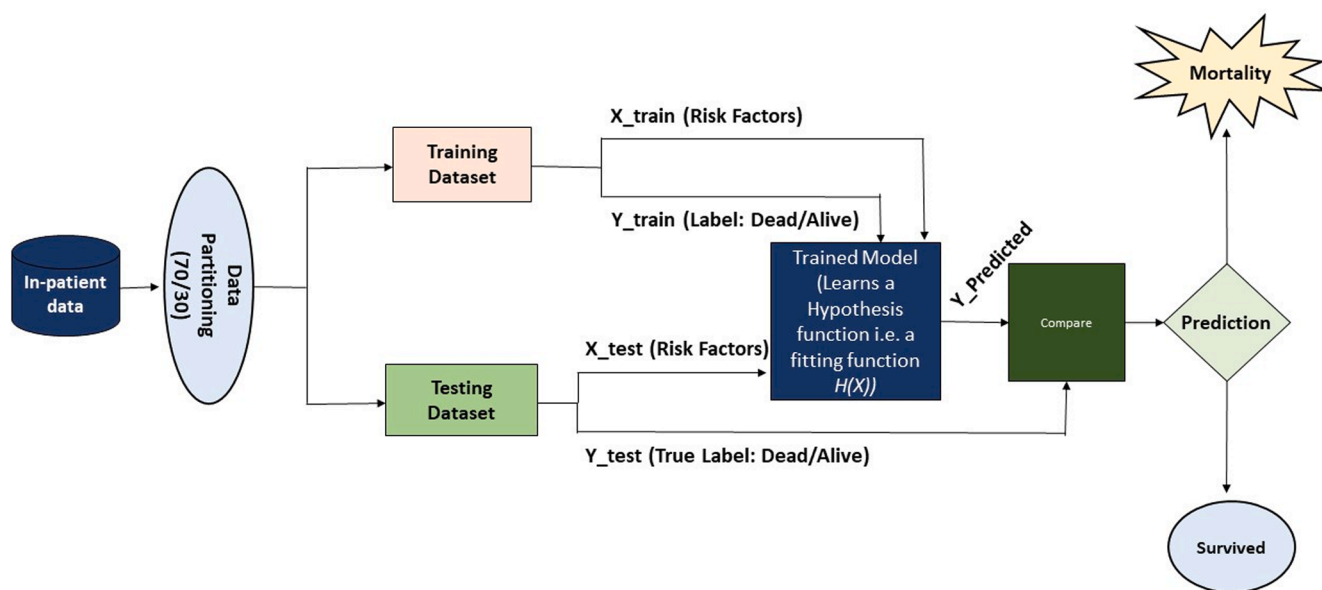 In-patient
data
Data
Partitioning
(70/30)
Training
Dataset
X_train (Risk Factors)
Y_train (Label: Dead/Alive)
Testing
Dataset
X_test (Risk Factors)
Y_test (True Label: Dead/Alive)
Trained Model
(Learns a
Hypothesis
function i.e. a
fitting function
H(X))
Y_Predicted
Compare
Prediction
Mortality
Survived